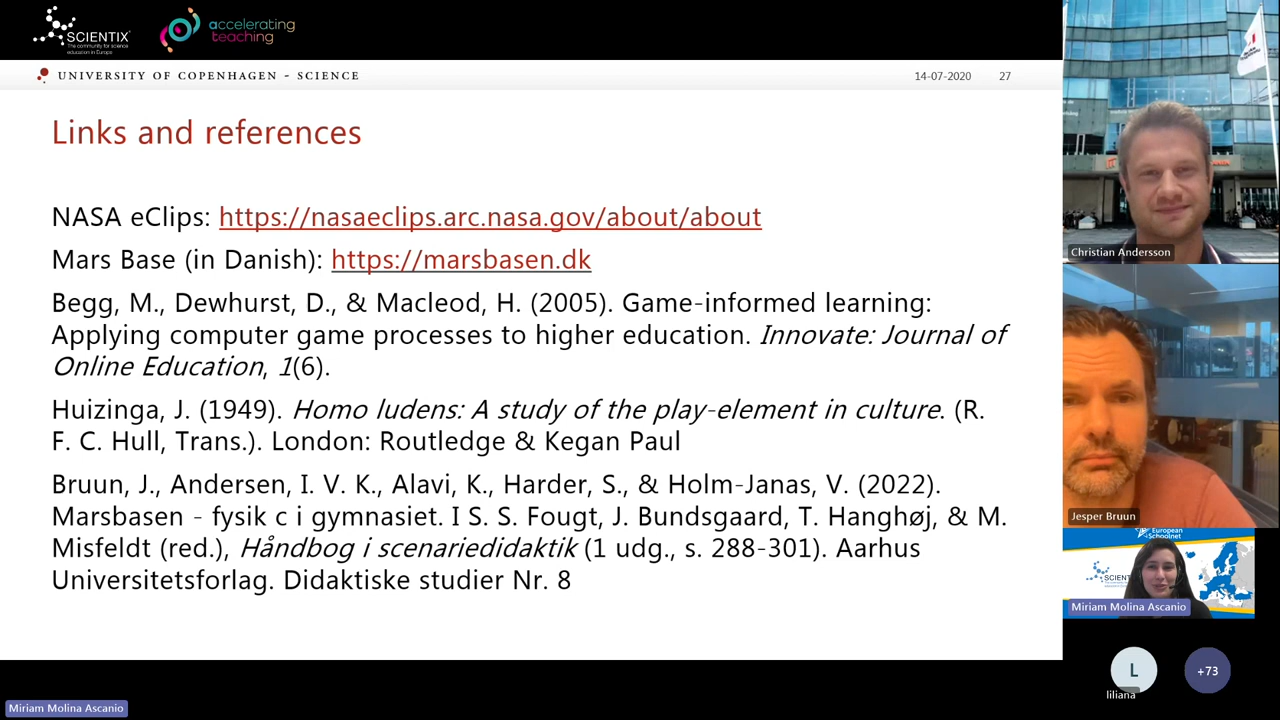 SCIENTIX
The community for science
education in Europe
accelerating
teaching
UNIVERSITY OF COPENHAGEN - SCIENCE
14-07-2020
27
Links and references
NASA eClips: https://nasaeclips.arc.nasa.gov/about/about
Mars Base (in Danish): https://marsbasen.dk
Begg, M., Dewhurst, D., & Macleod, H. (2005). Game-informed learning:
Applying computer game processes to higher education. Innovate: Journal of
Online Education, 1(6).
Huizinga, J. (1949). Homo ludens: A study of the play-element in culture. (R.
F. C. Hull, Trans.). London: Routledge & Kegan Paul
Bruun, J., Andersen, I. V. K., Alavi, K., Harder, S., & Holm-Janas, V. (2022).
Marsbasen - fysik c i gymnasiet. I S. S. Fougt, J. Bundsgaard, T. Hanghøj, & M.
Misfeldt (red.), Håndbog i scenariedidaktik (1 udg., s. 288-301). Aarhus
Universitetsforlag. Didaktiske studier Nr. 8
Christian Andersson
Jesper Bruun
European
Schoolnet
Miriam Molina Ascanio
L
liliana
+73
Miriam Molina Ascanio